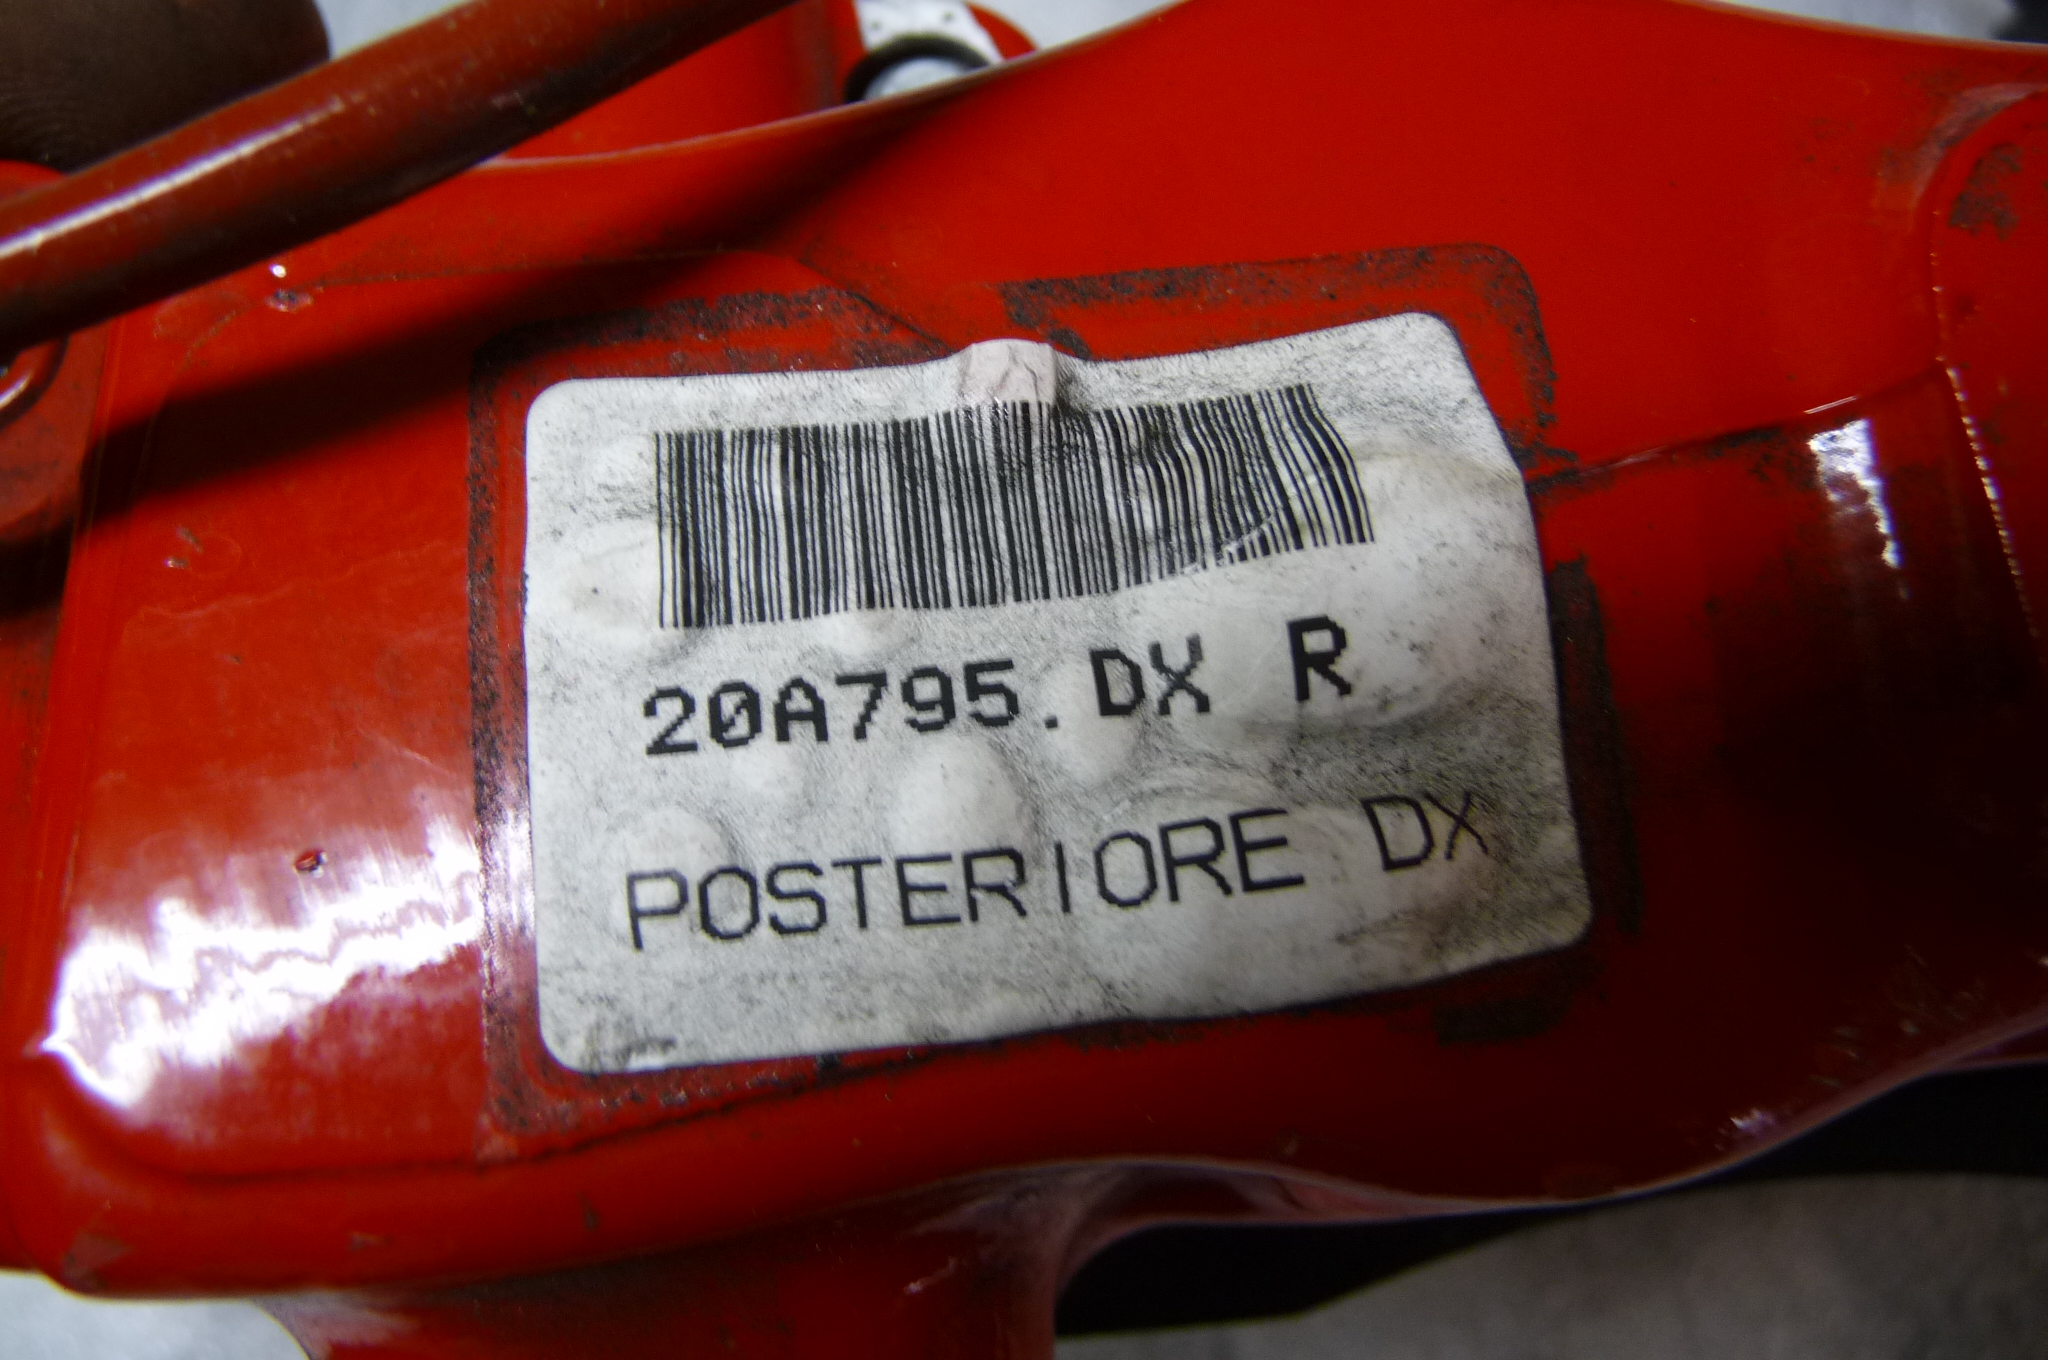 20A795.DX R
POSTERIORE DX